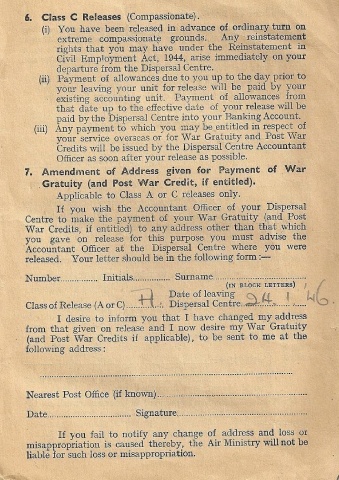 6. Class C Releases (Compassionate).
(i) You have been released in advance of ordinary turn on
extreme compassionate grounds. Any reinstatement
rights that you may have under the Reinstatement in
Civil Employment Act, 1944, arise immediately on your
departure from the Dispersal Centre.
(ii) Payment of allowances due to you up to the day prior to
your leaving your unit for release will be paid by your
existing accounting unit. Payment of allowances from
that date up to the effective date of your release will be
paid by the Dispersal Centre into your Banking Account.
(iii) Any payment to which you may be entitled in respect of
your service overseas or for War Gratuity and Post War
Credits will be issued by the Dispersal Centre Accountant
Officer as soon after your release as possible.
7. Amendment of Address given for Payment of War
Gratuity (and Post War Credit, if entitled).
Applicable to Class A or C releases only.
If you wish the Accountant Officer of your Dispersal
Centre to make the payment of your War Gratuity (and Post
War Credits, if entitled) to any address other than that which
you gave on release for this purpose you must advise the
Accountant Officer at the Dispersal Centre where you were
released. Your letter should be in the following form :—
Number............ Initials............ Surname............
(IN BLOCK LETTERS)
Class of Release (A or C)....A.... Date of leaving
Dispersal Centre...24.1.46.
I desire to inform you that I have changed my address
from that given on release and I now desire my War Gratuity
(and Post War Credits if applicable), to be sent to me at
the following address :
............................................................
Nearest Post Office (if known)............................................
Date.................. Signature............................................
If you fail to notify any change of address and loss or
misappropriation is caused thereby, the Air Ministry will not be
liable for such loss or misappropriation.